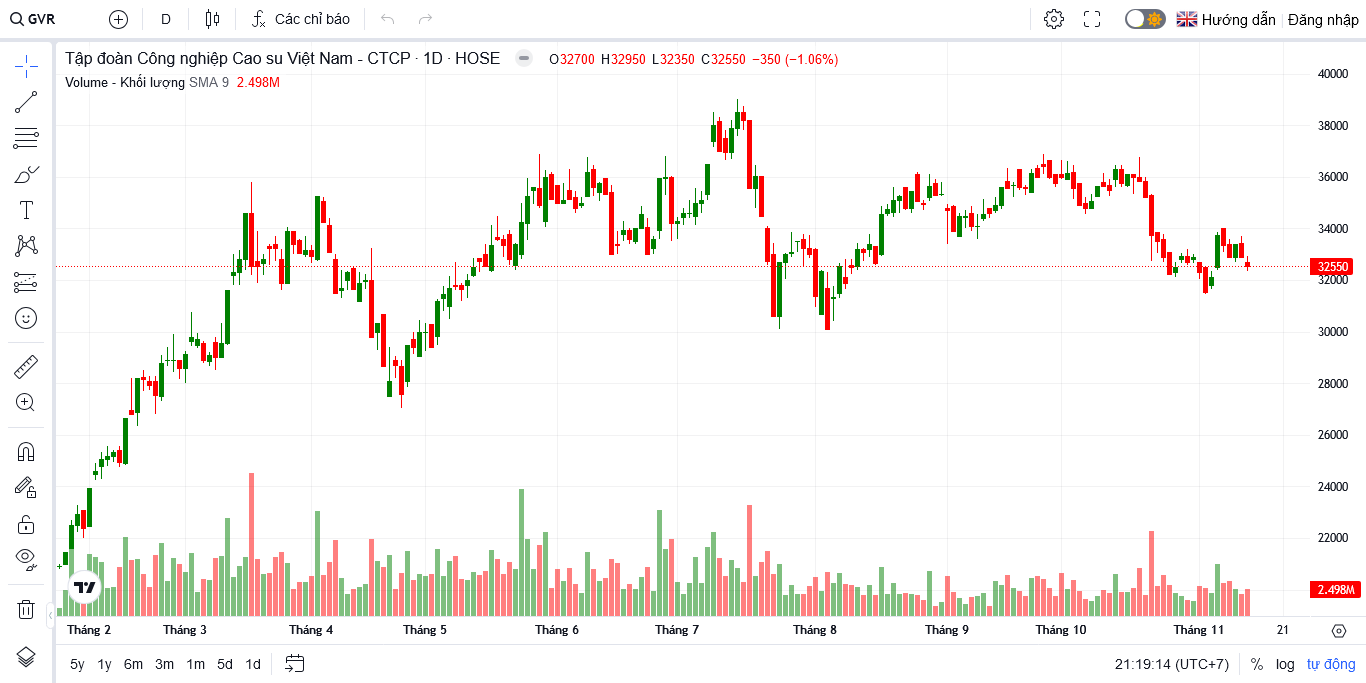 GVR D Các chỉ báo Hướng dẫn Đăng nhập
Tập đoàn Công nghiệp Cao su Việt Nam - CTCP · 1D · HOSE O32700 H32950 L32350 C32550 −350 (−1.06%)
Volume - Khối lượng SMA 9 2.498M
40000
38000
36000
34000
32550
32000
30000
28000
26000
24000
22000
2.498M
Tháng 2 Tháng 3 Tháng 4 Tháng 5 Tháng 6 Tháng 7 Tháng 8 Tháng 9 Tháng 10 Tháng 11 21
5y 1y 6m 3m 1m 5d 1d 21:19:14 (UTC+7) % log tự động